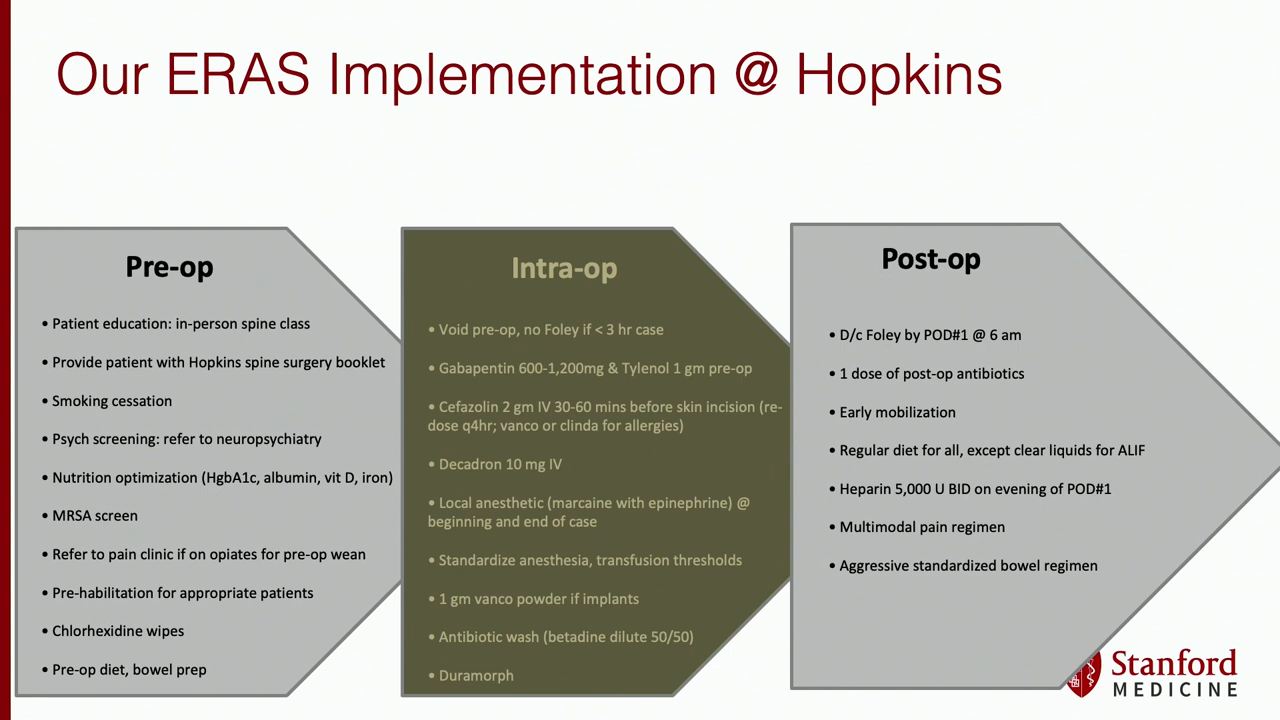 Our ERAS Implementation @ Hopkins
Pre-op
• Patient education: in-person spine class
• Provide patient with Hopkins spine surgery booklet
• Smoking cessation
• Psych screening: refer to neuropsychiatry
• Nutrition optimization (HgbA1c, albumin, vit D, iron)
• MRSA screen
• Refer to pain clinic if on opiates for pre-op wean
• Pre-habilitation for appropriate patients
• Chlorhexidine wipes
• Pre-op diet, bowel prep
Intra-op
• Void pre-op, no Foley if < 3 hr case
• Gabapentin 600-1,200mg & Tylenol 1 gm pre-op
• Cefazolin 2 gm IV 30-60 mins before skin incision (re-
dose q4hr; vanco or clinda for allergies)
• Decadron 10 mg IV
• Local anesthetic (marcaine with epinephrine) @
beginning and end of case
• Standardize anesthesia, transfusion thresholds
• 1 gm vanco powder if implants
• Antibiotic wash (betadine dilute 50/50)
• Duramorph
Post-op
• D/c Foley by POD#1 @ 6 am
• 1 dose of post-op antibiotics
• Early mobilization
• Regular diet for all, except clear liquids for ALIF
• Heparin 5,000 U BID on evening of POD#1
• Multimodal pain regimen
• Aggressive standardized bowel regimen
Stanford
MEDICINE